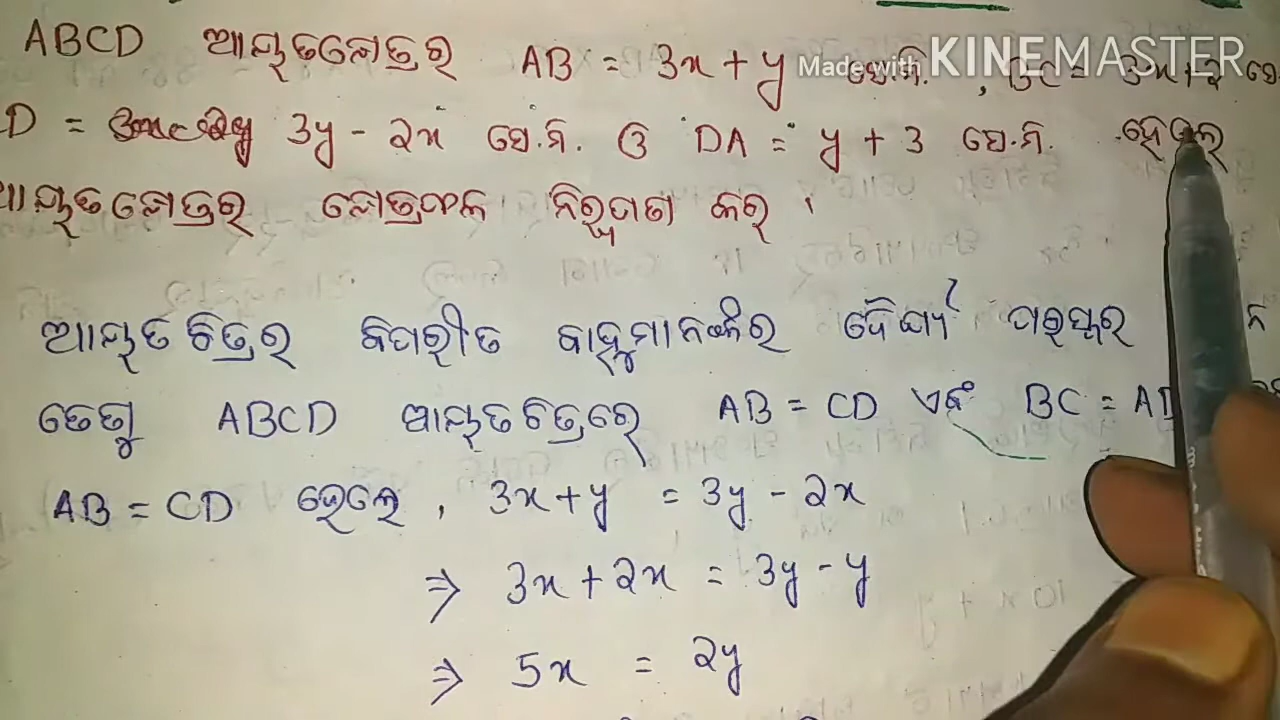 ABCD ଆୟତକ୍ଷେତ୍ରର AB = 3x + y ସେ.ମି. , BC =
Made with KINEMASTER
D = 3y - 2x ସେ.ମି. ଓ DA = y + 3 ସେ.ମି. ହେଲେ
ଆୟତକ୍ଷେତ୍ରର କ୍ଷେତ୍ରଫଳ ନିରୂପଣ କର ।
ଆୟତଚିତ୍ରର ବିପରୀତ ବାହୁମାନଙ୍କର ଦୈର୍ଘ୍ୟ ପରସ୍ପର
ତେଣୁ ABCD ଆୟତଚିତ୍ରରେ AB = CD ଏବଂ BC = AD
AB = CD ହେଲେ , 3x + y = 3y - 2x
⇒ 3x + 2x = 3y - y
⇒ 5x = 2y